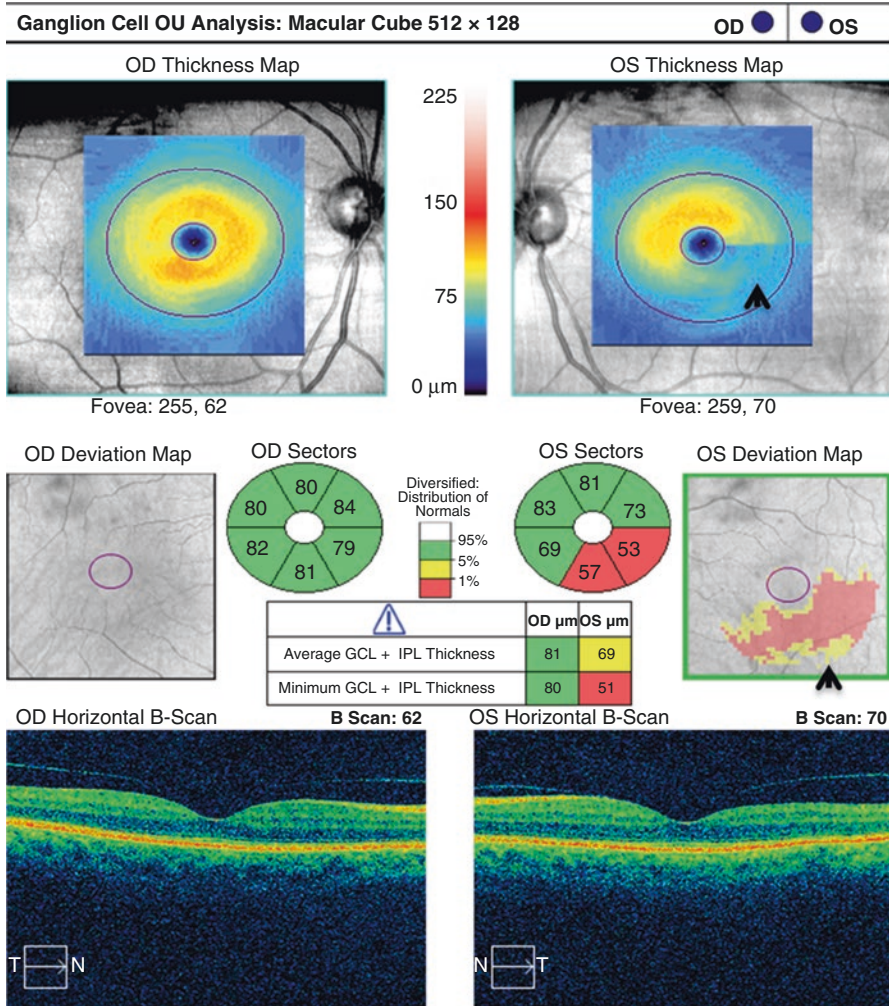 Ganglion Cell OU Analysis: Macular Cube 512 × 128
OD
OS
OD Thickness Map
OS Thickness Map
225
150
75
0 μm
Fovea: 255, 62
Fovea: 259, 70
OD Deviation Map
OD Sectors
80
80
84
82
79
81
Diversified:
Distribution of
Normals
95%
5%
1%
OS Sectors
81
83
73
69
53
57
OS Deviation Map
OD μm OS μm
Average GCL + IPL Thickness 81 69
Minimum GCL + IPL Thickness 80 51
OD Horizontal B-Scan
B Scan: 62
OS Horizontal B-Scan
B Scan: 70
T N
N T